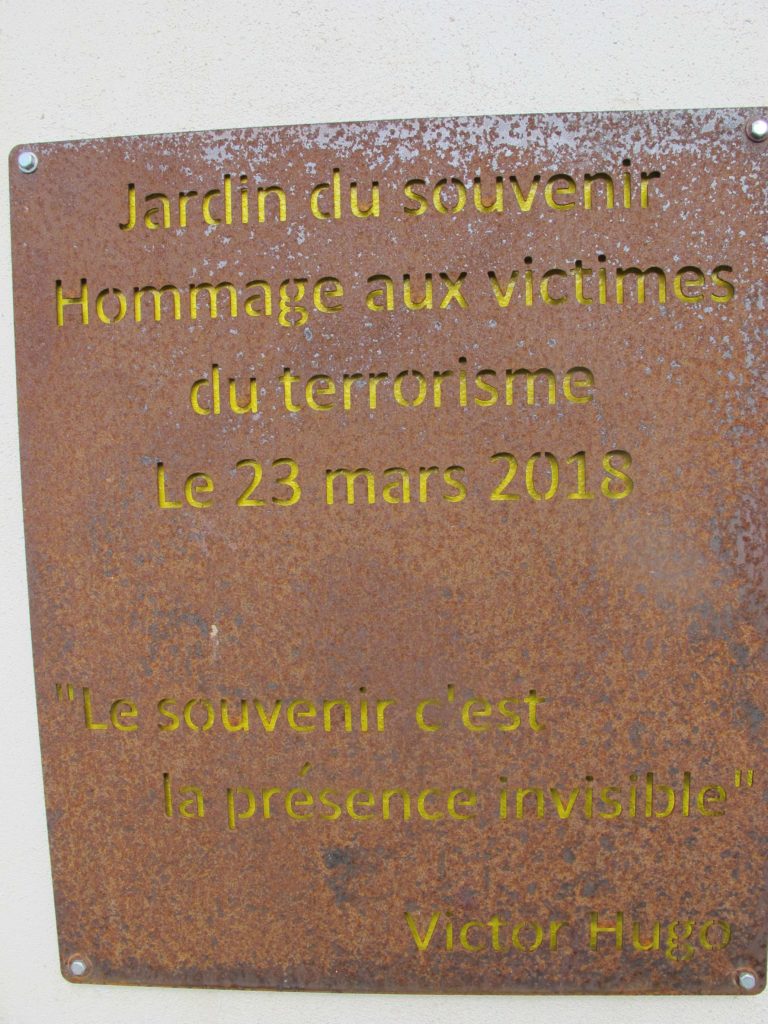 Jardin du souvenir
Hommage aux victimes
du terrorisme
Le 23 mars 2018
"Le souvenir c'est
la présence invisible"
Victor Hugo